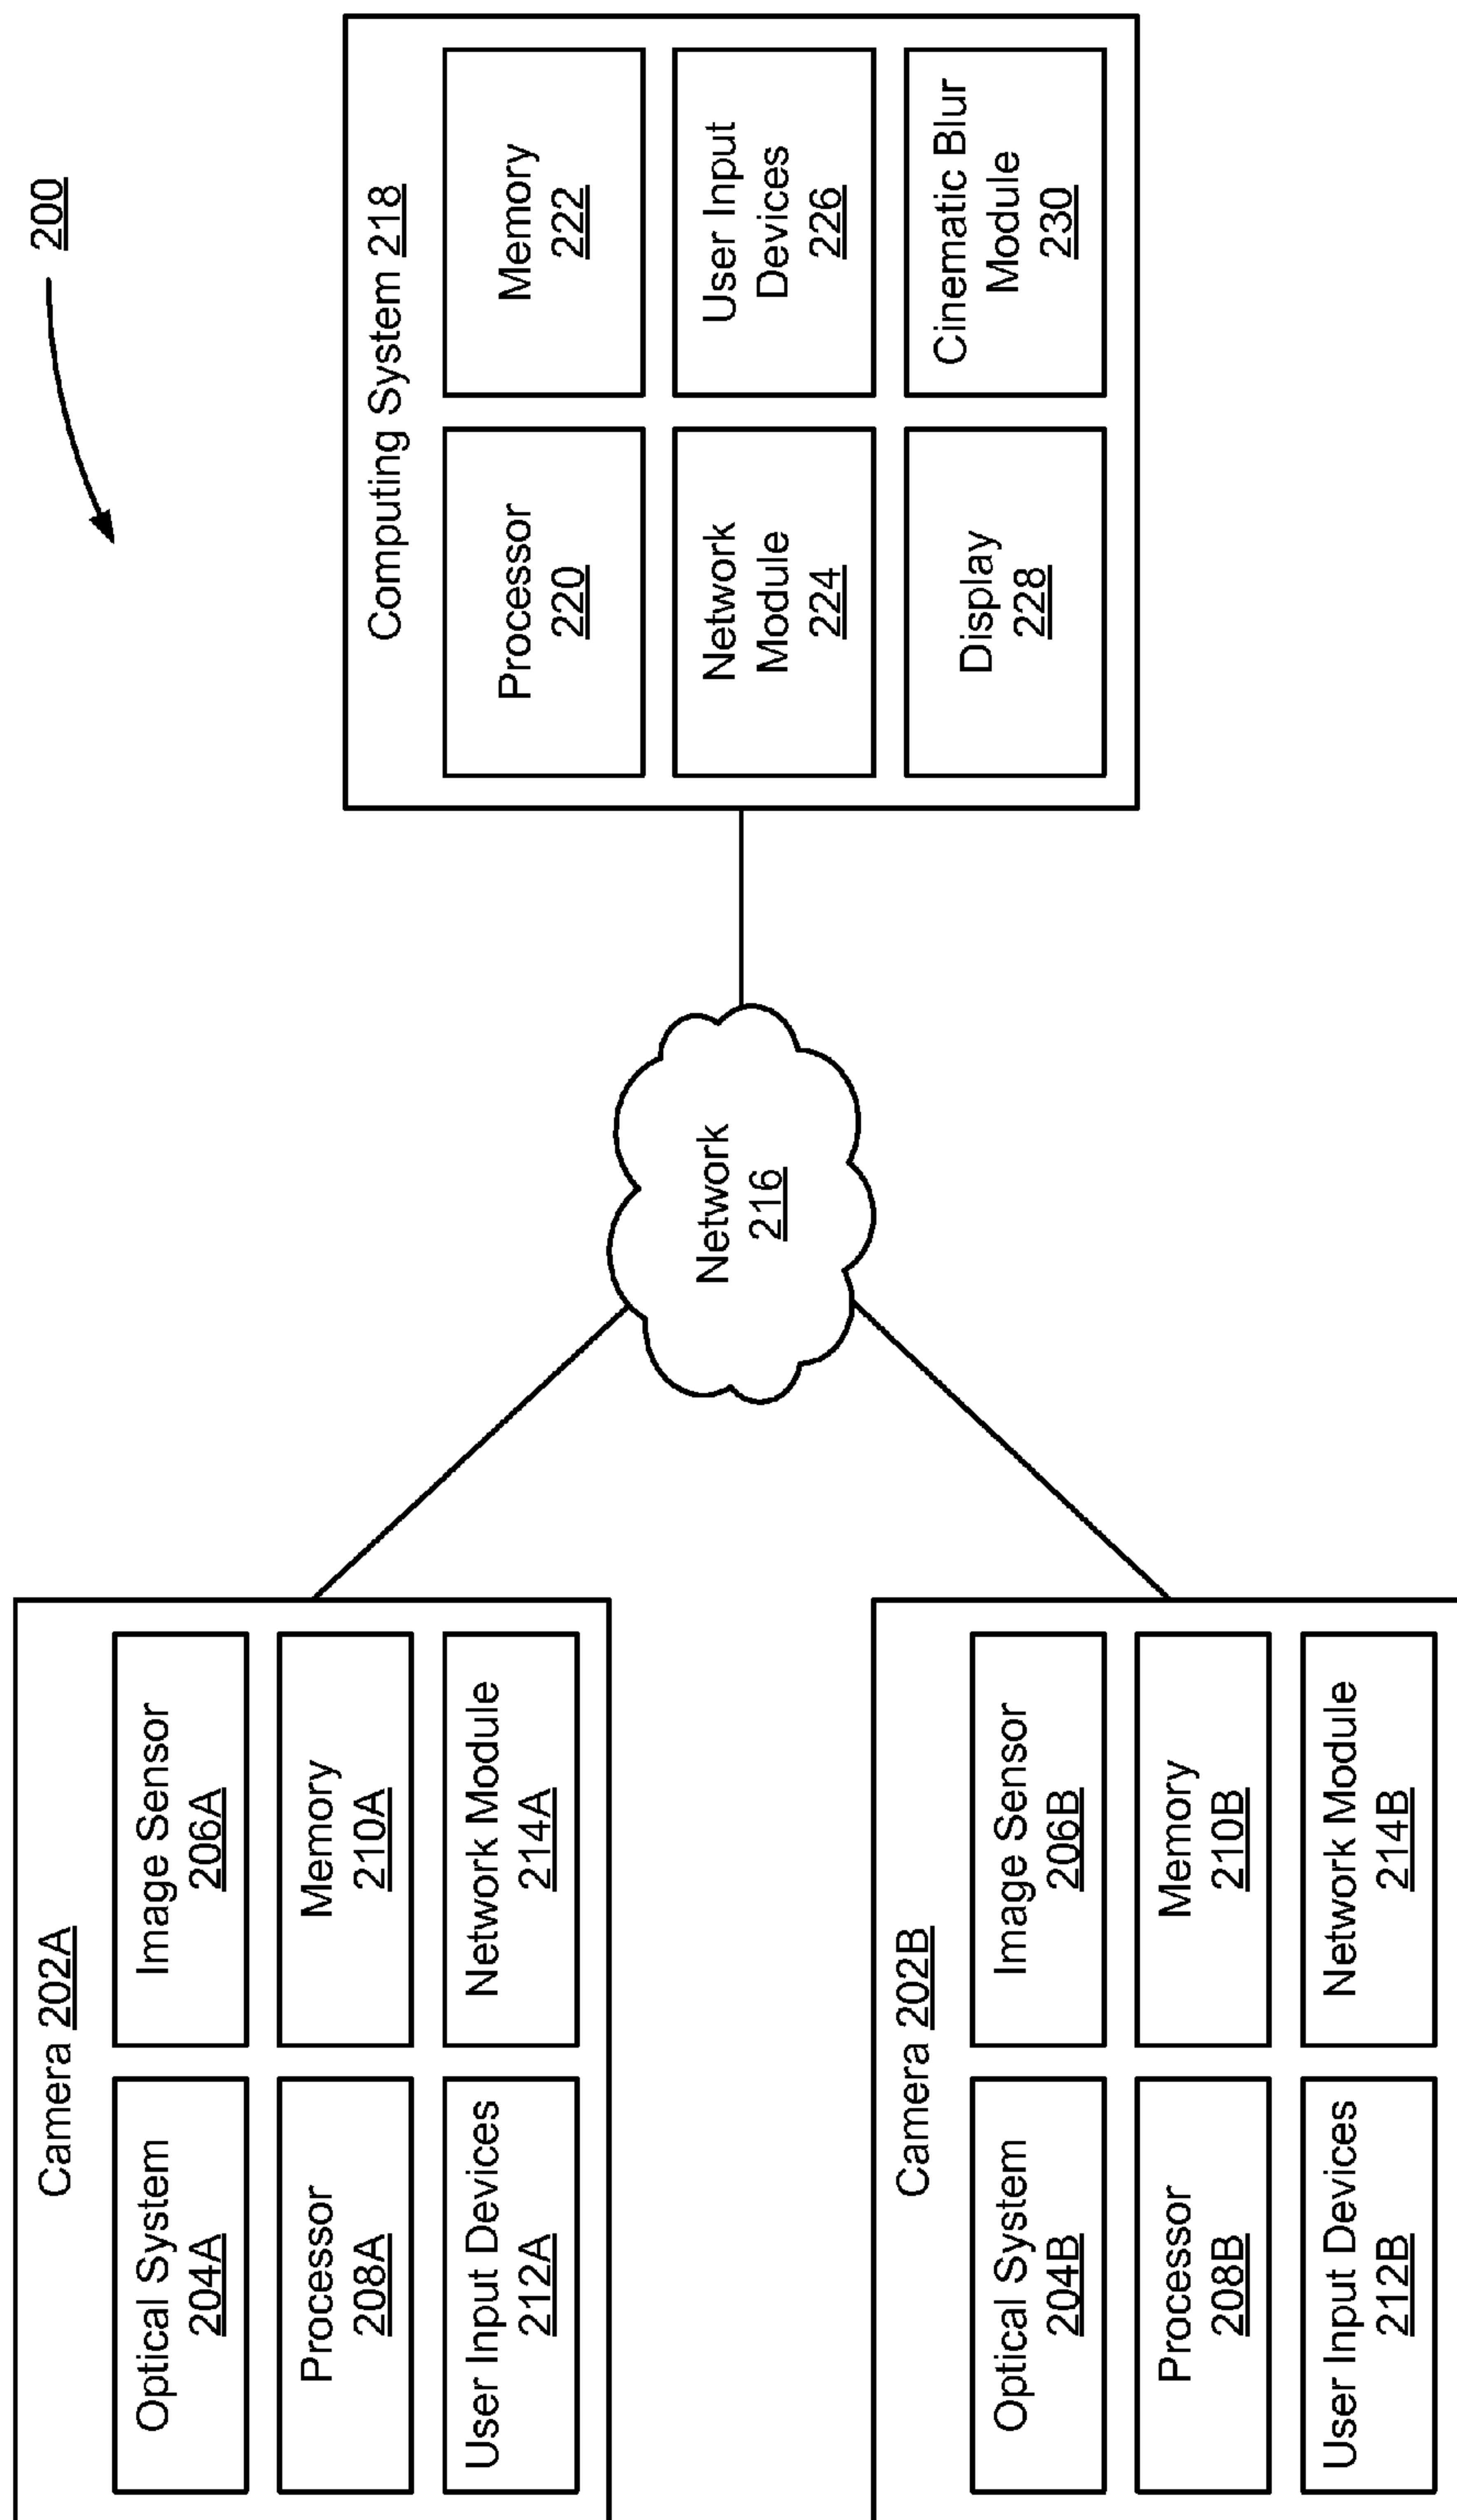 200
Camera 202A
Optical System
204A
Image Sensor
206A
Processor
208A
Memory
210A
User Input Devices
212A
Network Module
214A
Camera 202B
Optical System
204B
Image Sensor
206B
Processor
208B
Memory
210B
User Input Devices
212B
Network Module
214B
Network
216
Computing System 218
Processor
220
Memory
222
Network
Module
224
User Input
Devices
226
Display
228
Cinematic Blur
Module
230